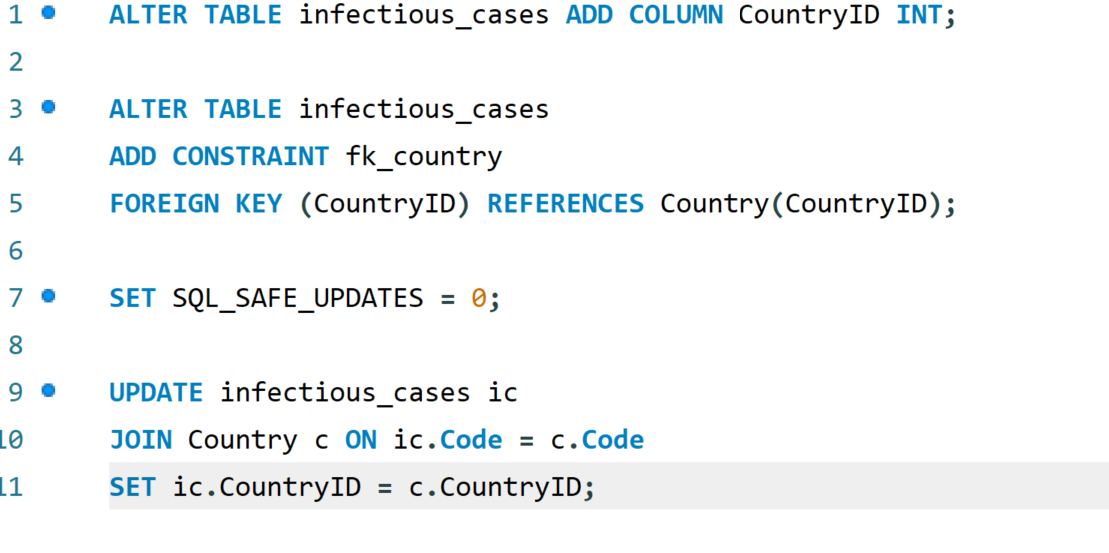 1 ALTER TABLE infectious_cases ADD COLUMN CountryID INT;
2
3 ALTER TABLE infectious_cases
4 ADD CONSTRAINT fk_country
5 FOREIGN KEY (CountryID) REFERENCES Country(CountryID);
6
7 SET SQL_SAFE_UPDATES = 0;
8
9 UPDATE infectious_cases ic
10 JOIN Country c ON ic.Code = c.Code
11 SET ic.CountryID = c.CountryID;